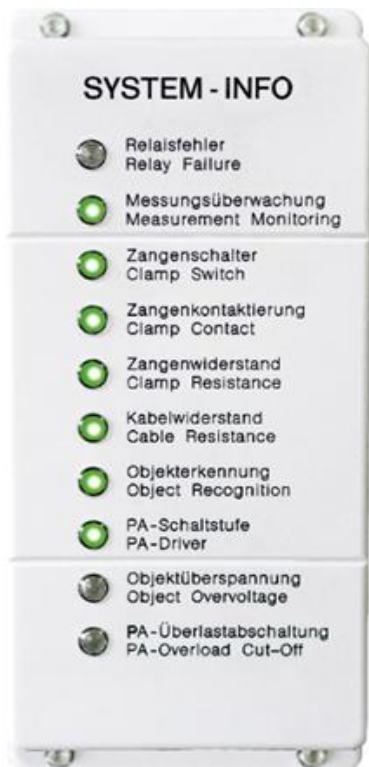 SYSTEM - INFO
Relaisfehler
Relay Failure
Messungsüberwachung
Measurement Monitoring
Zangenschalter
Clamp Switch
Zangenkontaktierung
Clamp Contact
Zangenwiderstand
Clamp Resistance
Kabelwiderstand
Cable Resistance
Objekterkennung
Object Recognition
PA-Schaltstufe
PA-Driver
Objektüberspannung
Object Overvoltage
PA-Überlastabschaltung
PA-Overload Cut-Off